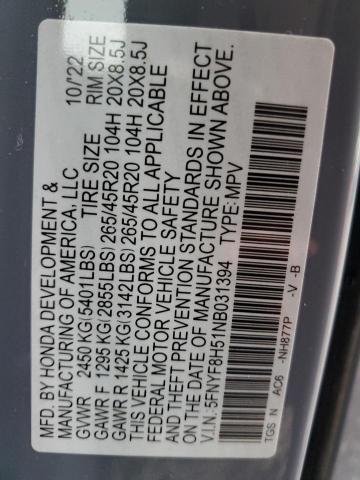 MFD. BY HONDA DEVELOPMENT & 10/'22
MANUFACTURING OF AMERICA, LLC
GVWR 2450 KG(5401LBS) TIRE SIZE RIM SIZE
GAWR F 1295 KG(2855LBS) 265/45R20 104H 20X8.5J
GAWR R 1425 KG(3142LBS) 265/45R20 104H 20X8.5J
THIS VEHICLE CONFORMS TO ALL APPLICABLE
FEDERAL MOTOR VEHICLE SAFETY
AND THEFT PREVENTION STANDARDS IN EFFECT
ON THE DATE OF MANUFACTURE SHOWN ABOVE.
V.I.N.:5FNYF8H51NB031394 TYPE: MPV
TGS N AC6 -NH877P -V -B